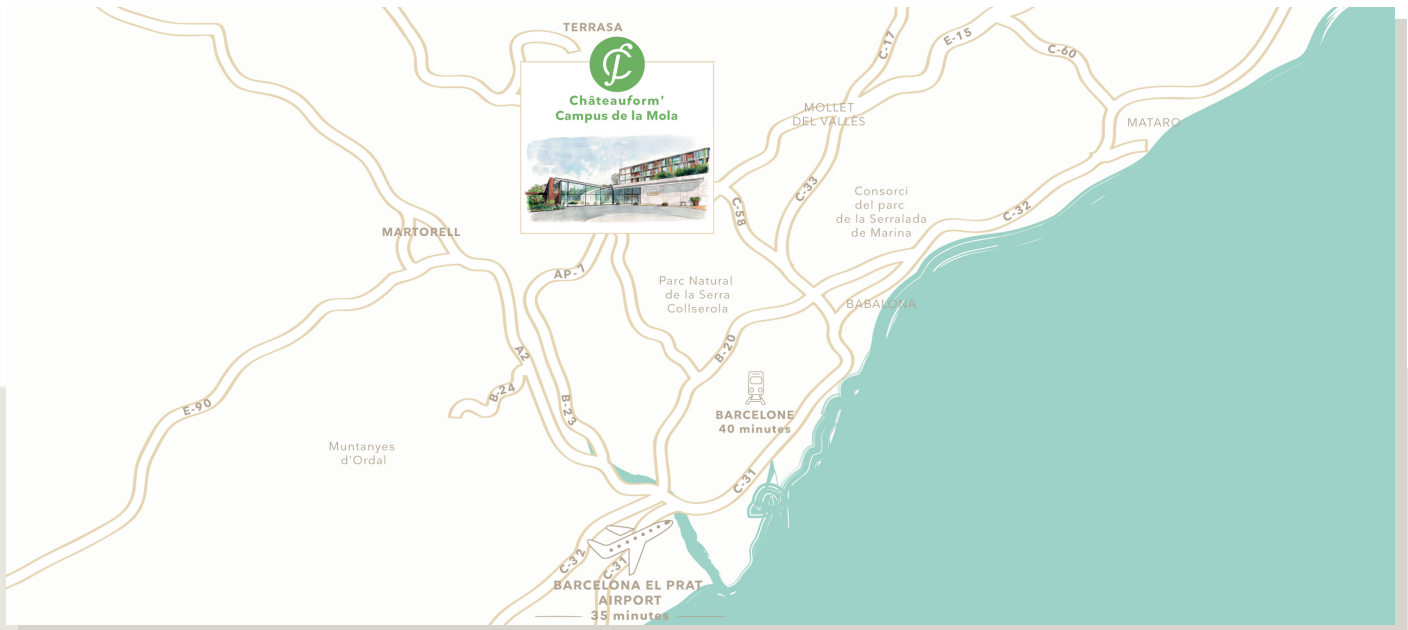 TERRASA
Châteauform'
Campus de la Mola
C-17
E-15
C-60
MOLLET
DEL VALLÈS
MATARO
C-58
C-33
Consorci
del parc
de la Serralada
de Marina
C-32
MARTORELL
AP-7
Parc Natural
de la Serra
Collserola
BABALONA
A2
B-20
B-24
B-23
E-90
BARCELONE
40 minutes
Muntanyes
d'Ordal
C-31
C-32
C-31
BARCELONA EL PRAT
AIRPORT
35 minutes